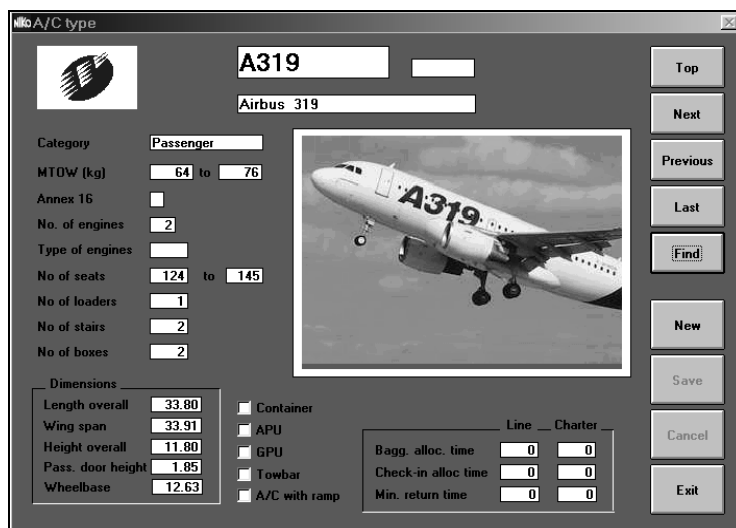 NIKO A/C type
A319
Airbus 319
Category Passenger
MTOW (kg) 64 to 76
Annex 16
No. of engines 2
Type of engines
No of seats 124 to 145
No of loaders 1
No of stairs 2
No of boxes 2
A319
Dimensions
Length overall 33.80
Wing span 33.91
Height overall 11.80
Pass. door height 1.85
Wheelbase 12.63
Container
APU
GPU
Towbar
A/C with ramp
Line Charter
Bagg. alloc. time 0 0
Check-in alloc time 0 0
Min. return time 0 0
Top
Next
Previous
Last
Find
New
Save
Cancel
Exit